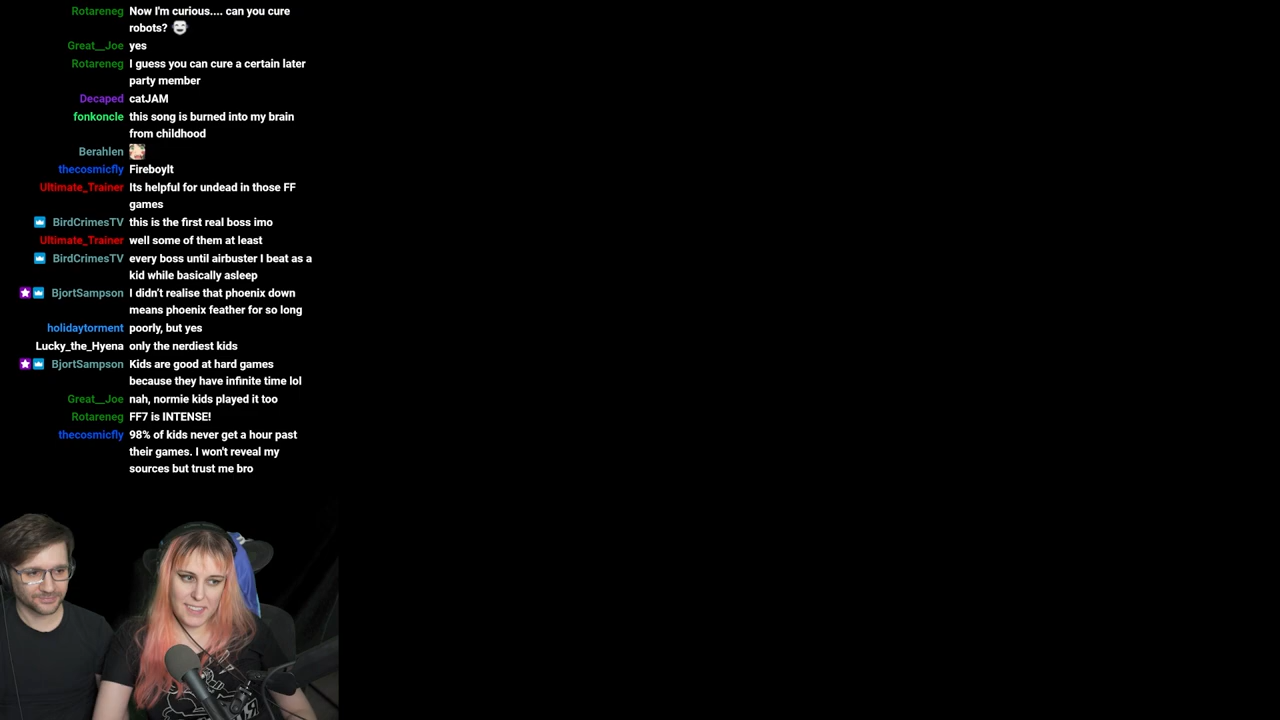 Rotareneg Now I'm curious.... can you cure
robots?
Great__Joe yes
Rotareneg I guess you can cure a certain later
party member
Decaped catJAM
fonkoncle this song is burned into my brain
from childhood
Berahlen
thecosmicfly FireboyIt
Ultimate_Trainer Its helpful for undead in those FF
games
BirdCrimesTV this is the first real boss imo
Ultimate_Trainer well some of them at least
BirdCrimesTV every boss until airbuster I beat as a
kid while basically asleep
BjortSampson I didn't realise that phoenix down
means phoenix feather for so long
holidaytorment poorly, but yes
Lucky_the_Hyena only the nerdiest kids
BjortSampson Kids are good at hard games
because they have infinite time lol
Great__Joe nah, normie kids played it too
Rotareneg FF7 is INTENSE!
thecosmicfly 98% of kids never get a hour past
their games. I won't reveal my
sources but trust me bro